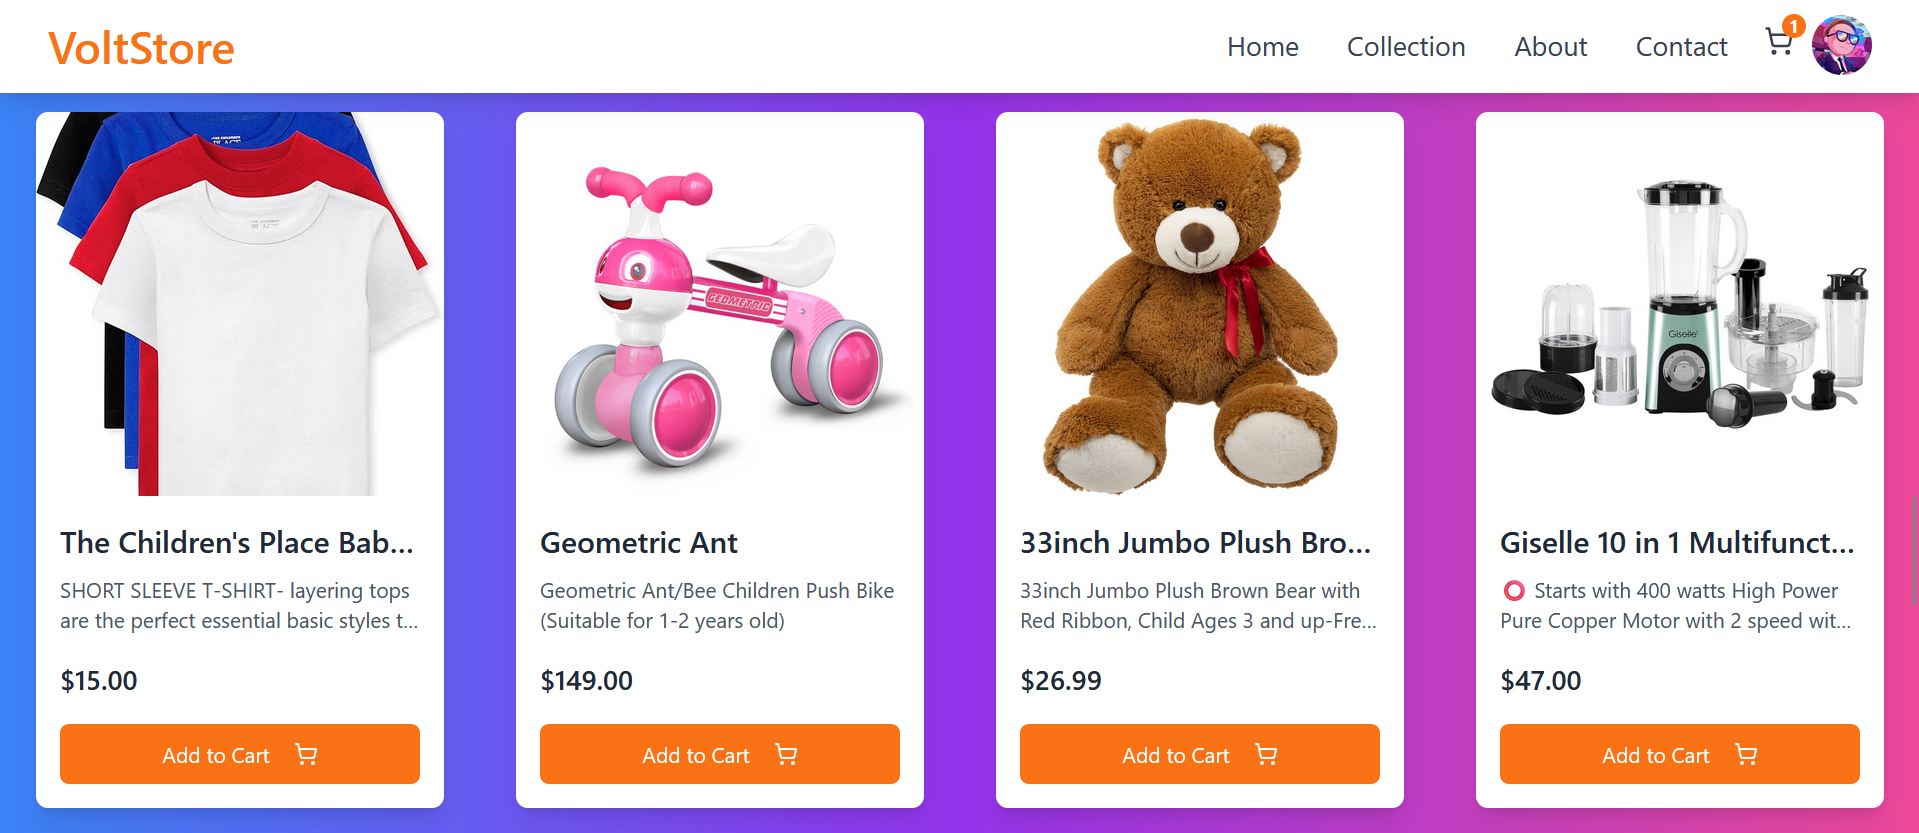 VoltStore
Home Collection About Contact 1
THE CHILDREN'S
PLACE
PLACE
GEOMETRIC
Giselle
The Children's Place Bab...
SHORT SLEEVE T-SHIRT- layering tops
are the perfect essential basic styles t...
$15.00
Add to Cart
Geometric Ant
Geometric Ant/Bee Children Push Bike
(Suitable for 1-2 years old)
$149.00
Add to Cart
33inch Jumbo Plush Bro...
33inch Jumbo Plush Brown Bear with
Red Ribbon, Child Ages 3 and up-Fre...
$26.99
Add to Cart
Giselle 10 in 1 Multifunct...
⭕ Starts with 400 watts High Power
Pure Copper Motor with 2 speed wit...
$47.00
Add to Cart